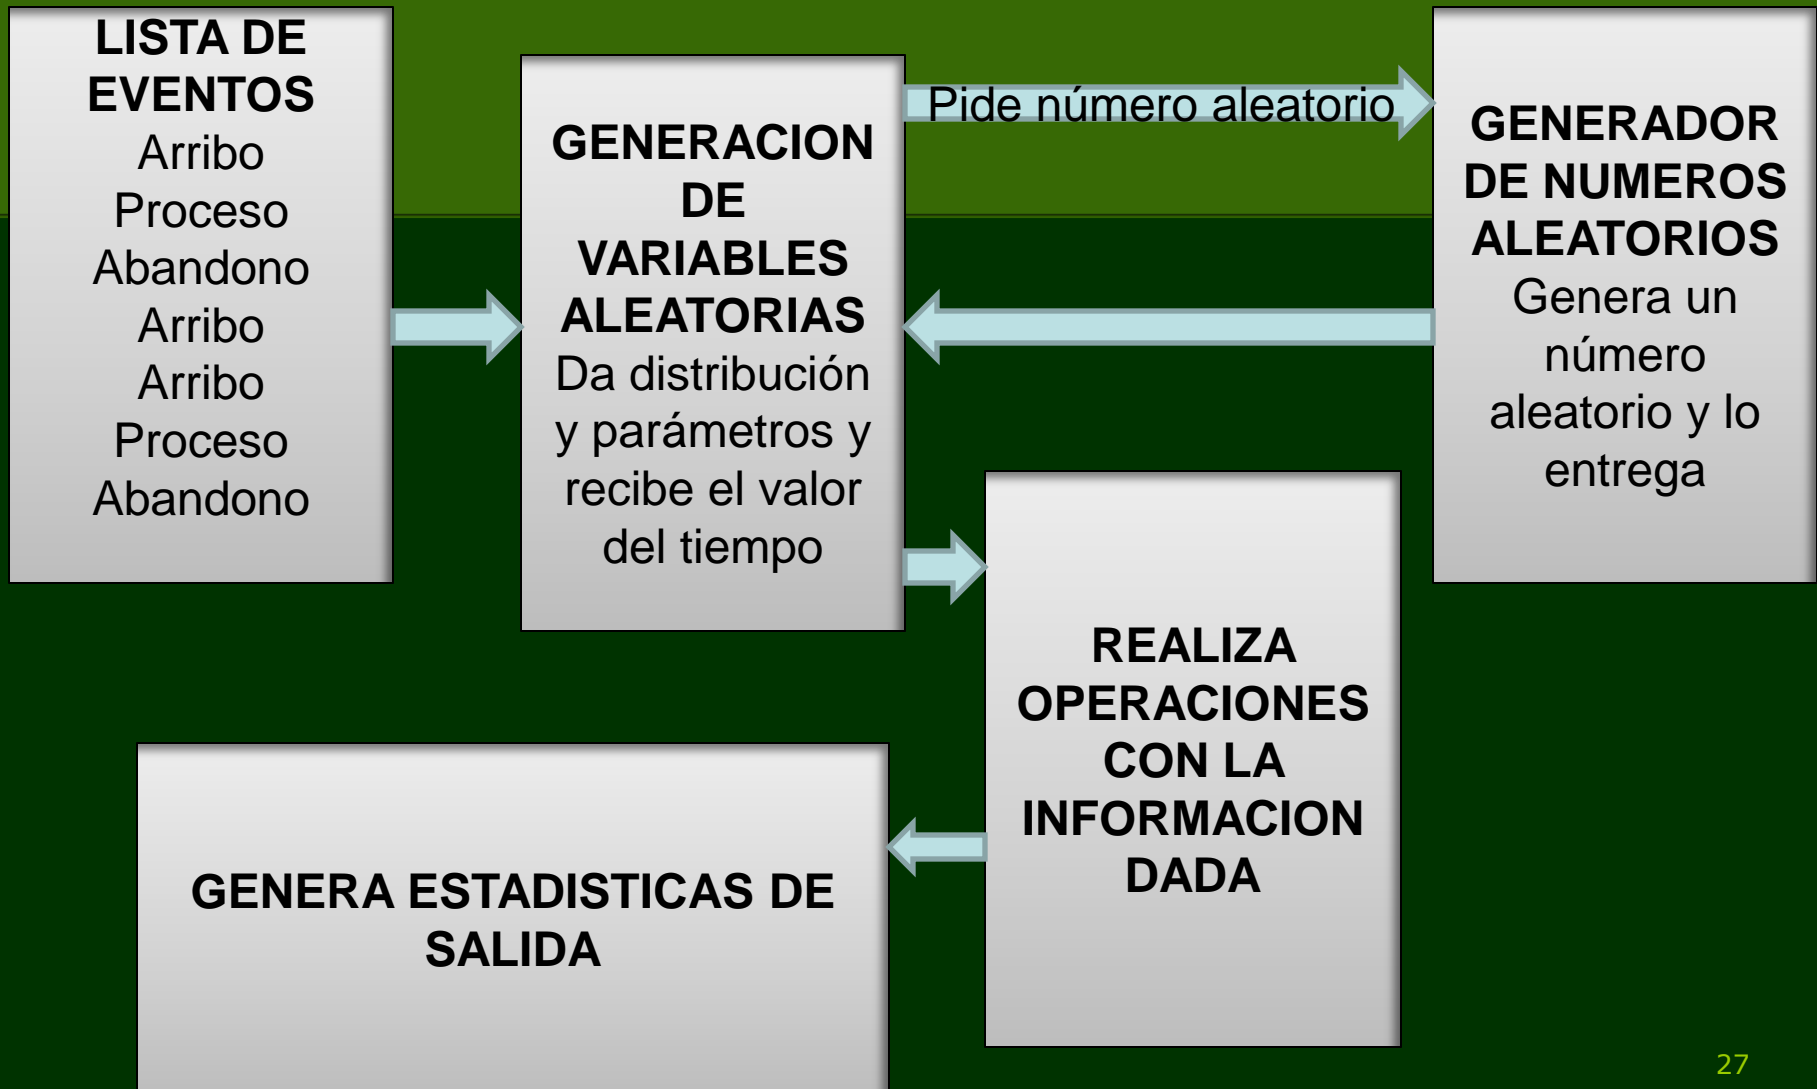 LISTA DE
EVENTOS
Arribo
Proceso
Abandono
Arribo
Arribo
Proceso
Abandono
GENERACION
DE
VARIABLES
ALEATORIAS
Da distribución
y parámetros y
recibe el valor
del tiempo
Pide número aleatorio
GENERADOR
DE NUMEROS
ALEATORIOS
Genera un
número
aleatorio y lo
entrega
REALIZA
OPERACIONES
CON LA
INFORMACION
DADA
GENERA ESTADISTICAS DE
SALIDA
27